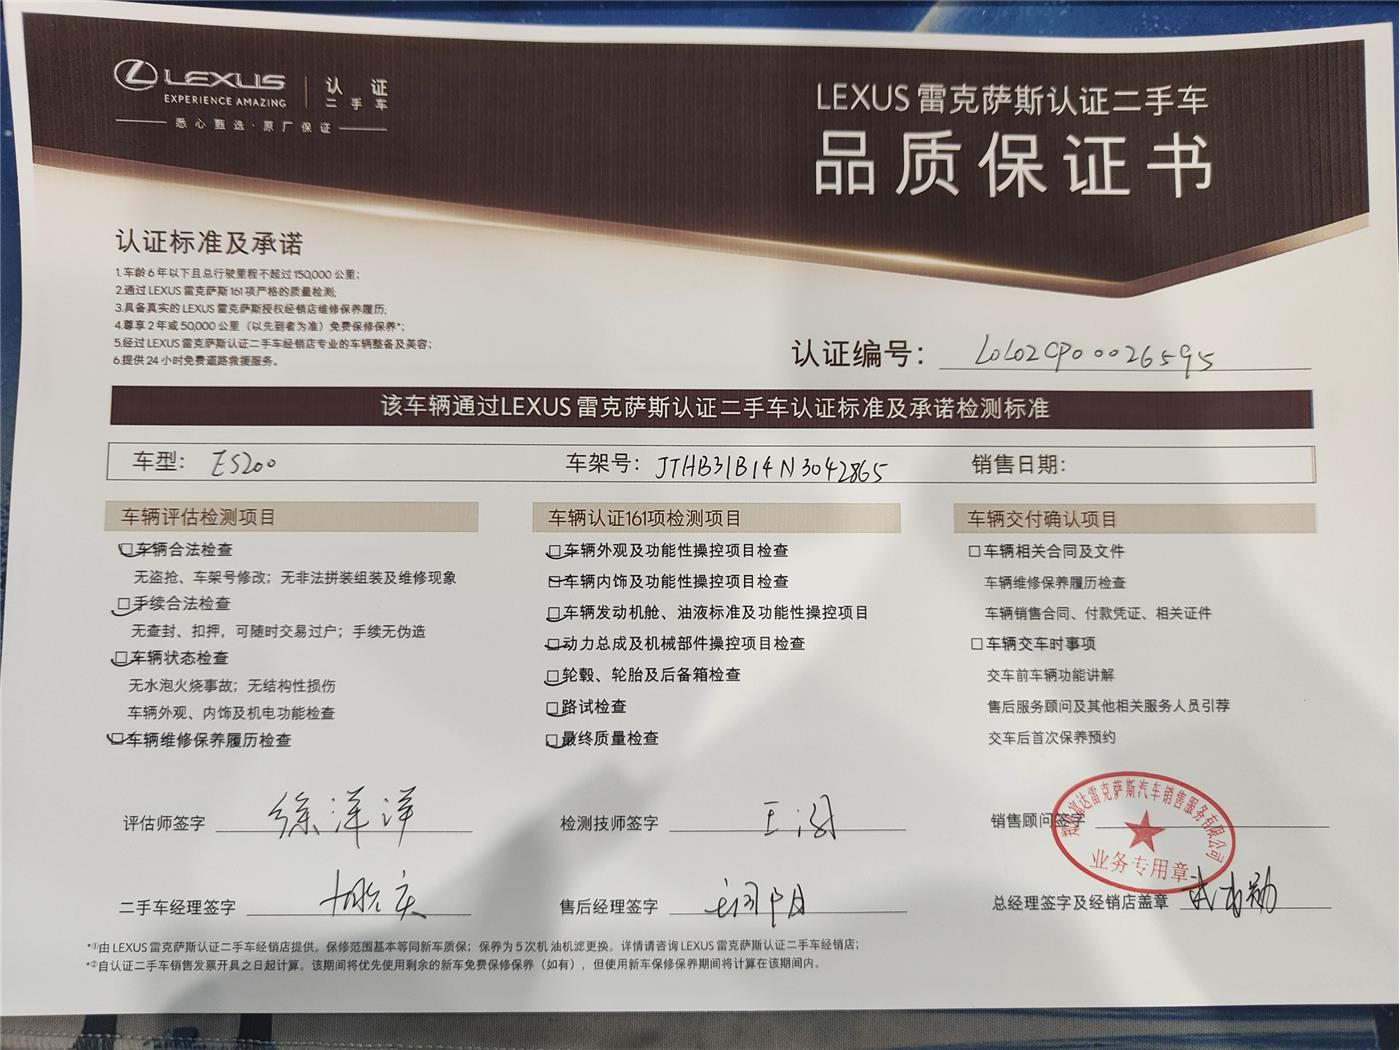 LEXUS
EXPERIENCE AMAZING
认证
二手车
悉心甄选·原厂保证
LEXUS 雷克萨斯认证二手车
品质保证书
认证标准及承诺
1.车龄6年以下且总行驶里程不超过150,000公里；
2.通过LEXUS雷克萨斯161项严格的质量检测；
3.具备真实的LEXUS雷克萨斯授权经销店维修保养履历；
4.尊享2年或50,000公里（以先到者为准）免费保修保养*；
5.经过LEXUS雷克萨斯认证二手车经销店专业的车辆整备及美容；
6.提供24小时免费道路救援服务。
认证编号： L0L02CP00026595
该车辆通过LEXUS雷克萨斯认证二手车认证标准及承诺检测标准
车型： ES200 车架号： JTHB31B14N3042865 销售日期：
车辆评估检测项目
□车辆合法检查
无盗抢、车架号修改；无非法拼装组装及维修现象
□手续合法检查
无查封、扣押，可随时交易过户；手续无伪造
□车辆状态检查
无水泡火烧事故；无结构性损伤
车辆外观、内饰及机电功能检查
□车辆维修保养履历检查
车辆认证161项检测项目
□车辆外观及功能性操控项目检查
□车辆内饰及功能性操控项目检查
□车辆发动机舱、油液标准及功能性操控项目
□动力总成及机械部件操控项目检查
□轮毂、轮胎及后备箱检查
□路试检查
□最终质量检查
车辆交付确认项目
□车辆相关合同及文件
车辆维修保养履历检查
车辆销售合同、付款凭证、相关证件
□车辆交车时事项
交车前车辆功能讲解
售后服务顾问及其他相关服务人员引荐
交车后首次保养预约
评估师签字 徐洋洋
检测技师签字 王
销售顾问签字
达雷克萨斯汽车销售服务有限公司
业务专用章
二手车经理签字
售后经理签字
总经理签字及经销店盖章
*①由LEXUS雷克萨斯认证二手车经销店提供。保修范围基本等同新车质保；保养为5次机油机滤更换。详情请咨询LEXUS雷克萨斯认证二手车经销店；
*②自认证二手车销售发票开具之日起计算。该期间将优先使用剩余的新车免费保修保养（如有），但使用新车保修保养期间将计算在该期间内。